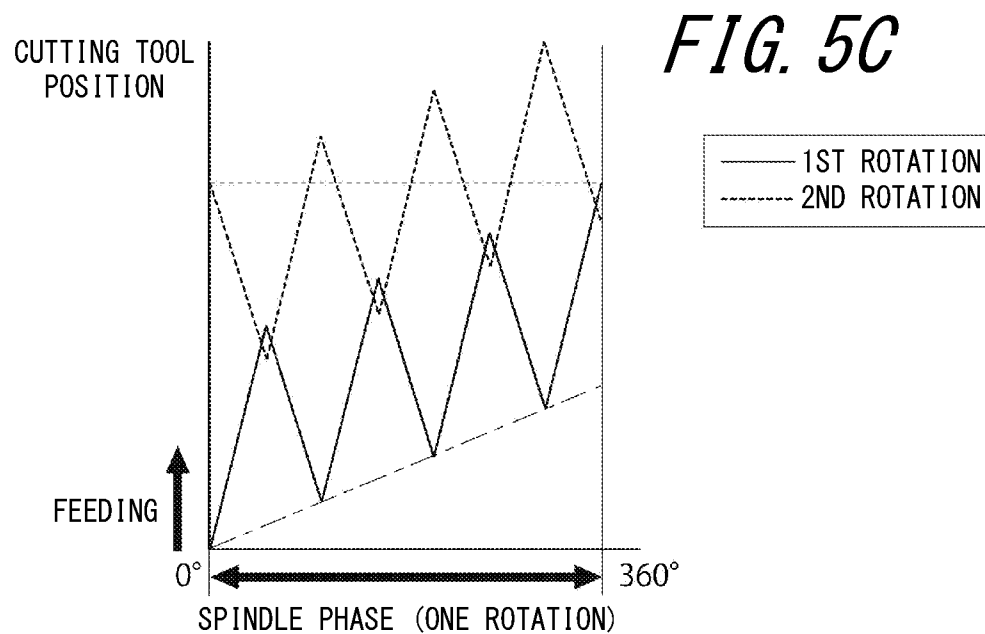 FIG. 5C
CUTTING TOOL
POSITION
1ST ROTATION
2ND ROTATION
FEEDING
0°
360°
SPINDLE PHASE (ONE ROTATION)